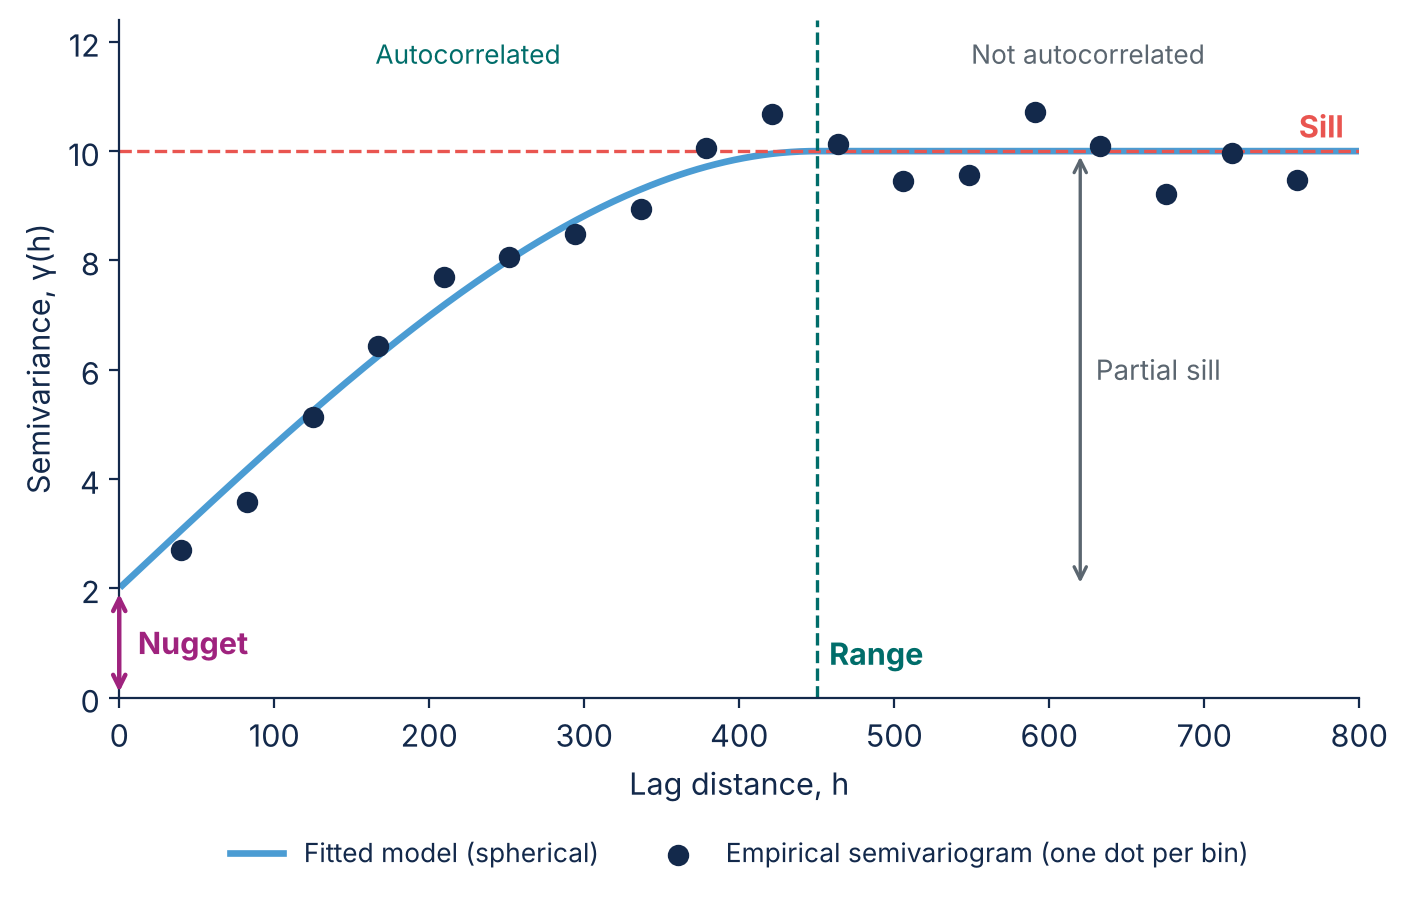 12
Autocorrelated
Not autocorrelated
Sill
10
8
Semivariance, γ(h)
6
Partial sill
4
2
Nugget
Range
0
0 100 200 300 400 500 600 700 800
Lag distance, h
Fitted model (spherical)
Empirical semivariogram (one dot per bin)